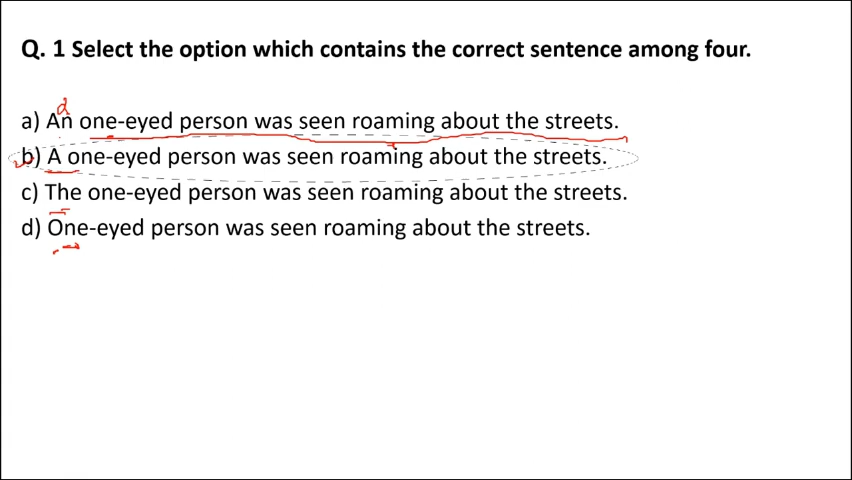 Q. 1 Select the option which contains the correct sentence among four.
a) An one-eyed person was seen roaming about the streets.
b) A one-eyed person was seen roaming about the streets.
c) The one-eyed person was seen roaming about the streets.
d) One-eyed person was seen roaming about the streets.